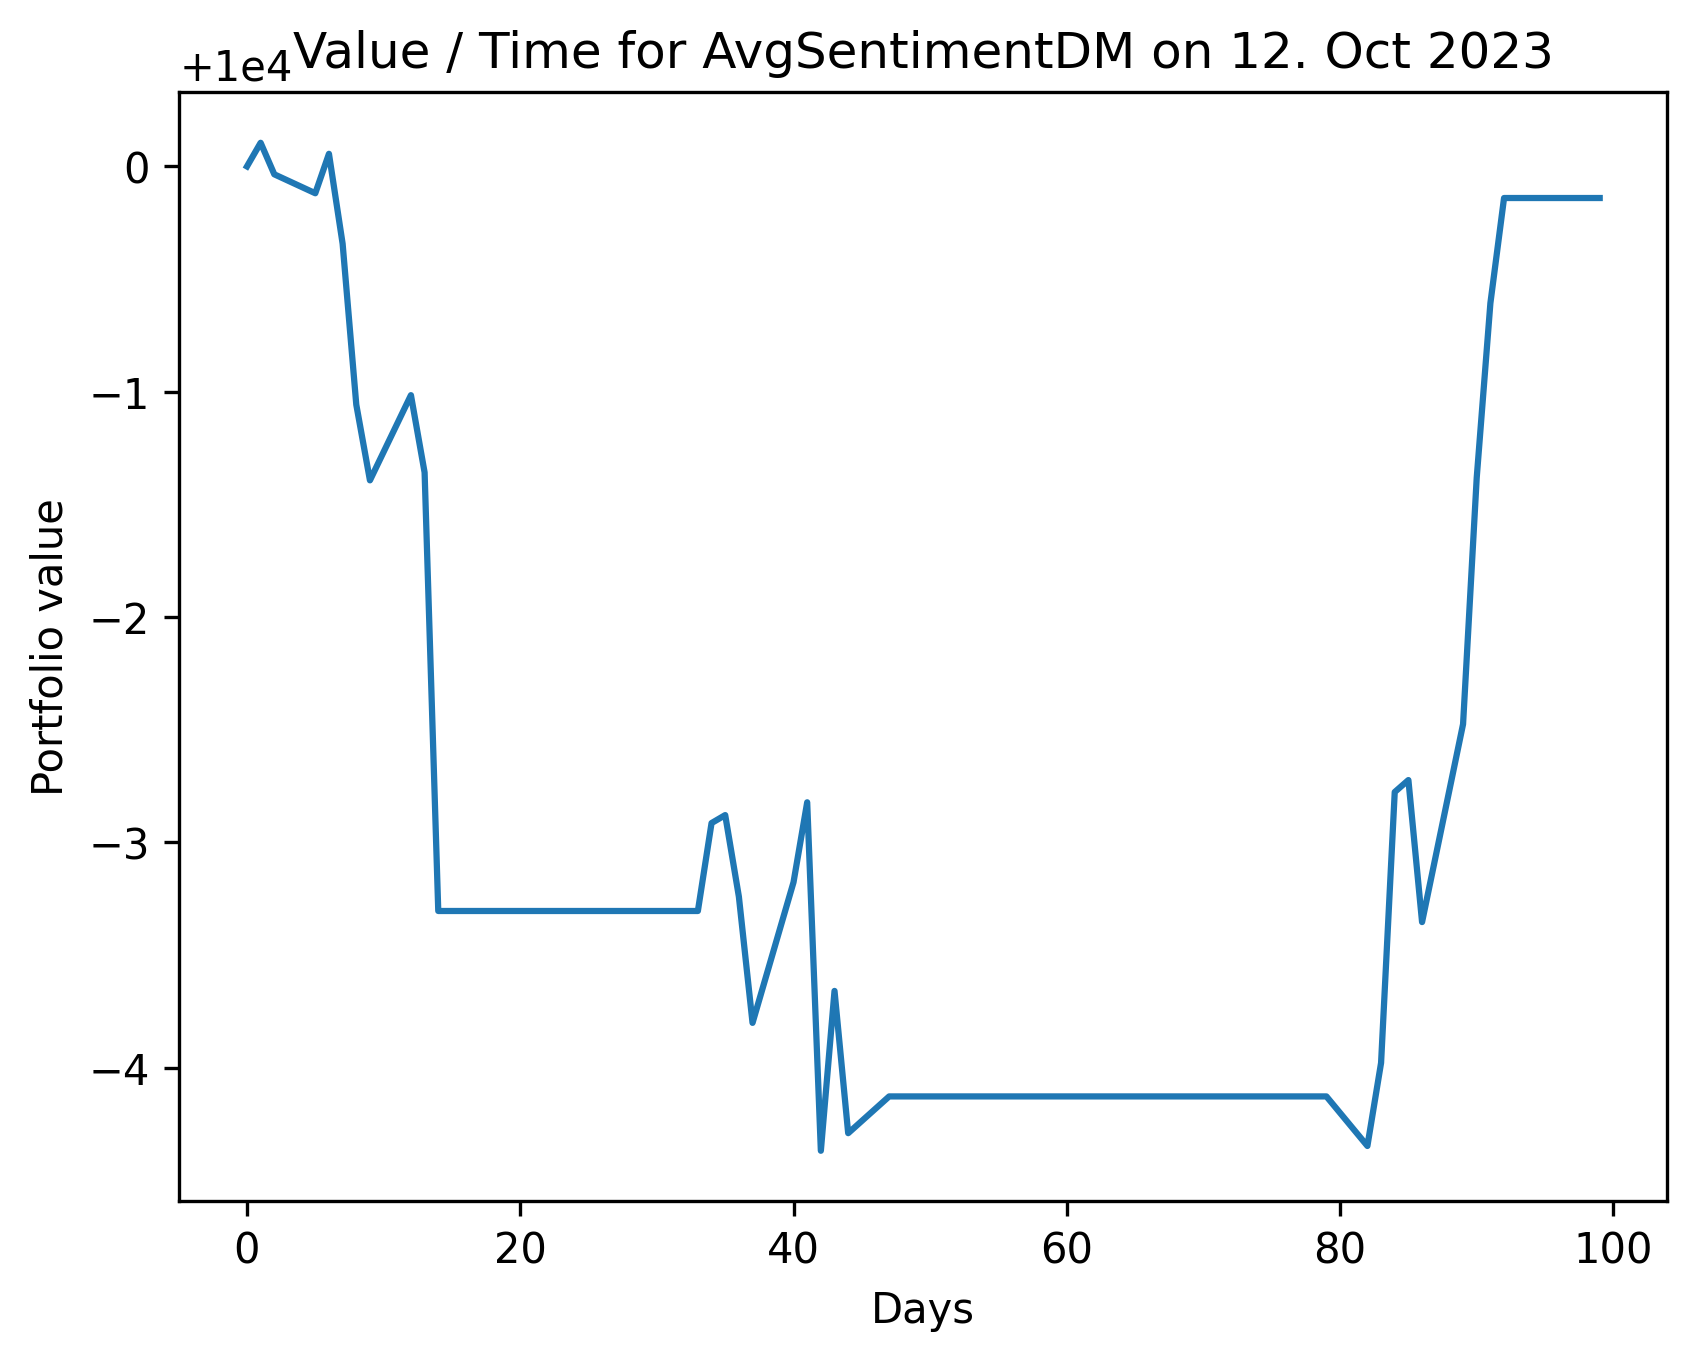 Value / Time for AvgSentimentDM on 12. Oct 2023
+1e4
0
−1
−2
−3
−4
Portfolio value
0 20 40 60 80 100
Days